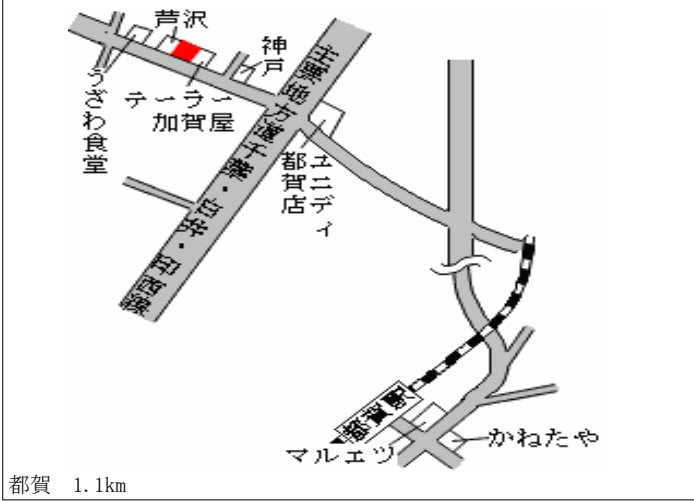 芦沢
神戸
うざわ食堂
テーラー
加賀屋
主要地方道千葉・臼井・印西線
ユニディ
都賀店
都賀駅
マルエツ
かねたや
都賀 1.1km